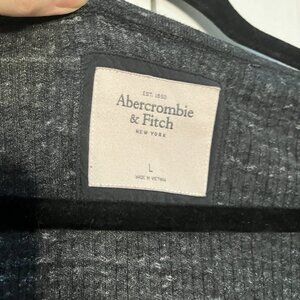 EST. 1892
Abercrombie
& Fitch
NEW YORK
L
MADE IN VIETNAM